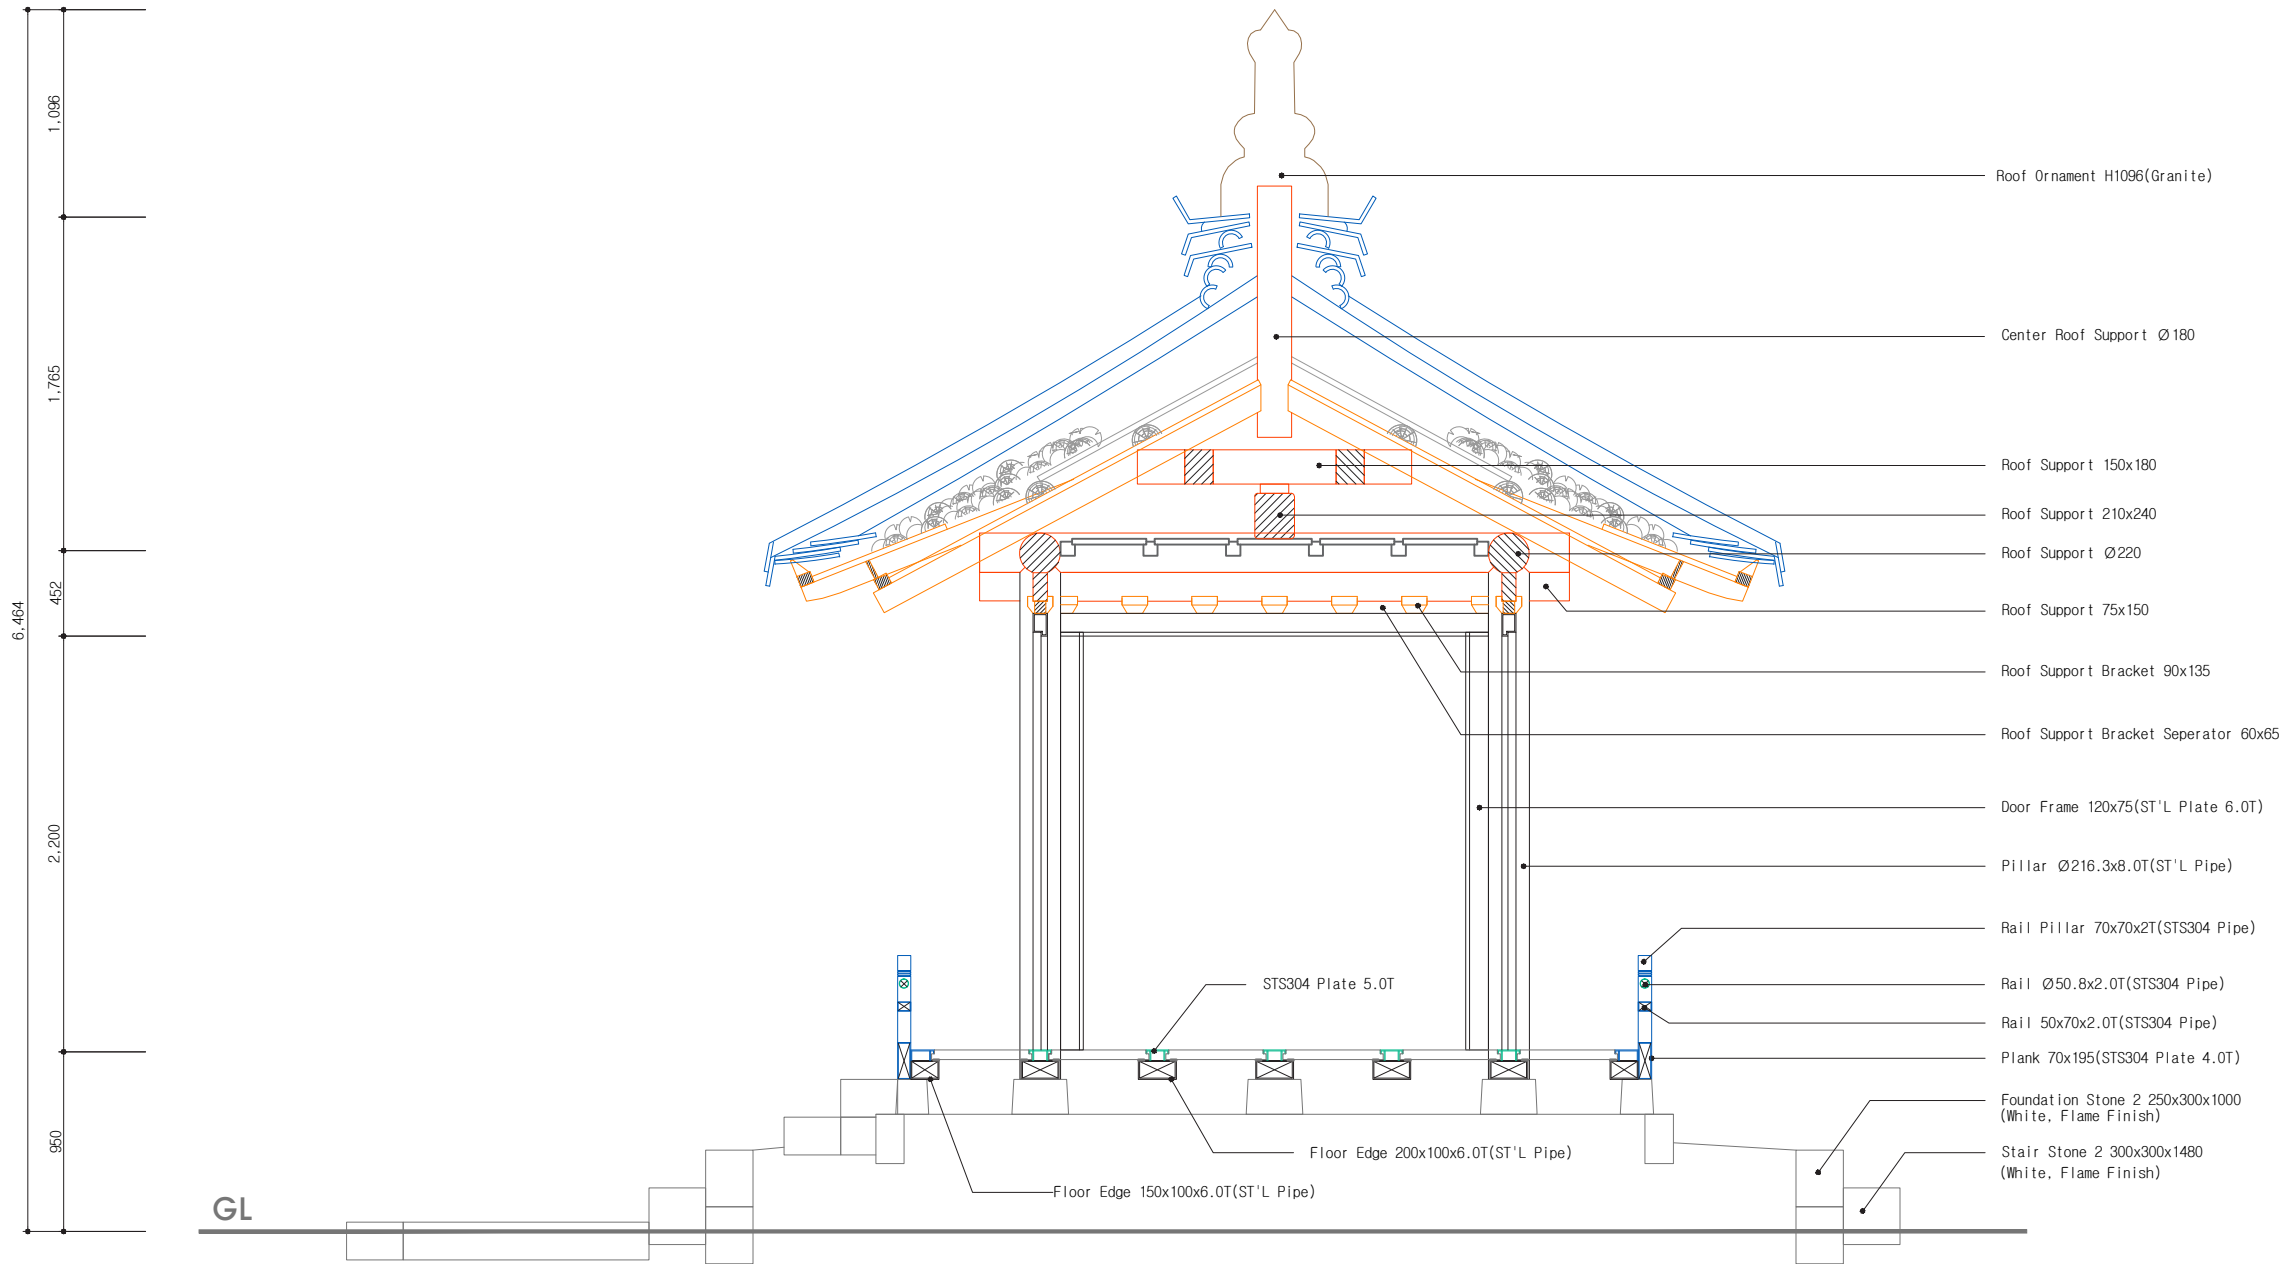 1,096
1,765
452
6,464
2,200
950
Roof Ornament H1096(Granite)
Center Roof Support Ø180
Roof Support 150x180
Roof Support 210x240
Roof Support Ø220
Roof Support 75x150
Roof Support Bracket 90x135
Roof Support Bracket Seperator 60x65
Door Frame 120x75(ST'L Plate 6.0T)
Pillar Ø216.3x8.0T(ST'L Pipe)
Rail Pillar 70x70x2T(STS304 Pipe)
STS304 Plate 5.0T
Rail Ø50.8x2.0T(STS304 Pipe)
Rail 50x70x2.0T(STS304 Pipe)
Plank 70x195(STS304 Plate 4.0T)
Foundation Stone 2 250x300x1000
(White, Flame Finish)
Floor Edge 200x100x6.0T(ST'L Pipe)
Stair Stone 2 300x300x1480
(White, Flame Finish)
Floor Edge 150x100x6.0T(ST'L Pipe)
GL